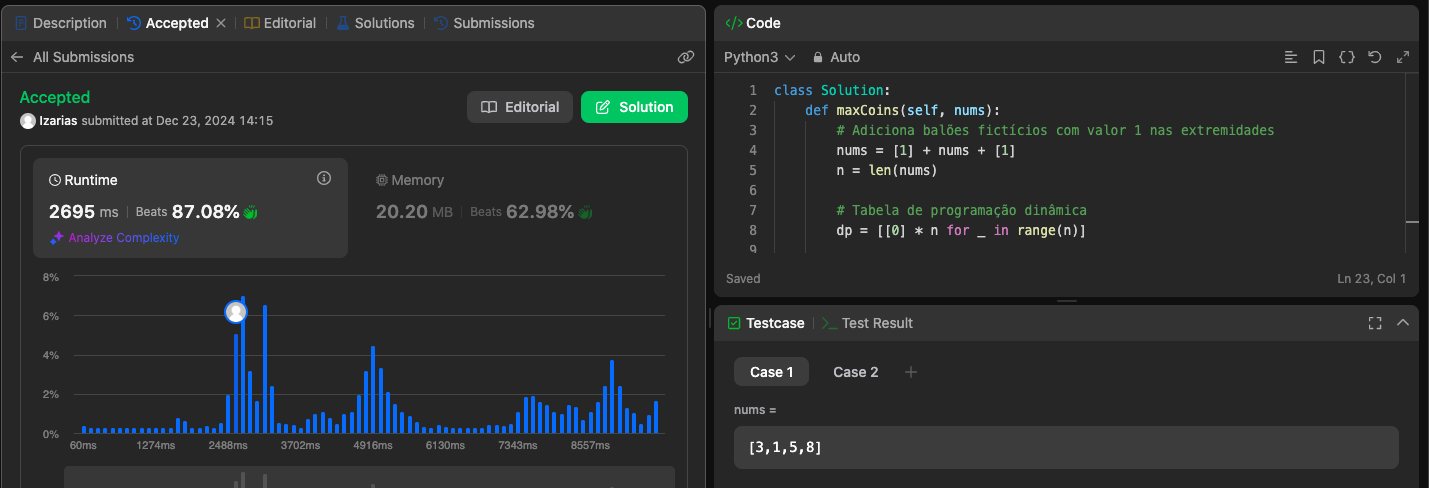 Description
Accepted
Editorial
Solutions
Submissions
All Submissions
Accepted
Izarias submitted at Dec 23, 2024 14:15
Editorial
Solution
Runtime
2695 ms | Beats 87.08%
Analyze Complexity
Memory
20.20 MB | Beats 62.98%
8%
6%
4%
2%
0%
60ms 1274ms 2488ms 3702ms 4916ms 6130ms 7343ms 8557ms
</> Code
Python3
Auto
1 class Solution:
2 def maxCoins(self, nums):
3 # Adiciona balões fictícios com valor 1 nas extremidades
4 nums = [1] + nums + [1]
5 n = len(nums)
6
7 # Tabela de programação dinâmica
8 dp = [[0] * n for _ in range(n)]
9
Saved
Ln 23, Col 1
Testcase
Test Result
Case 1
Case 2
nums =
[3,1,5,8]